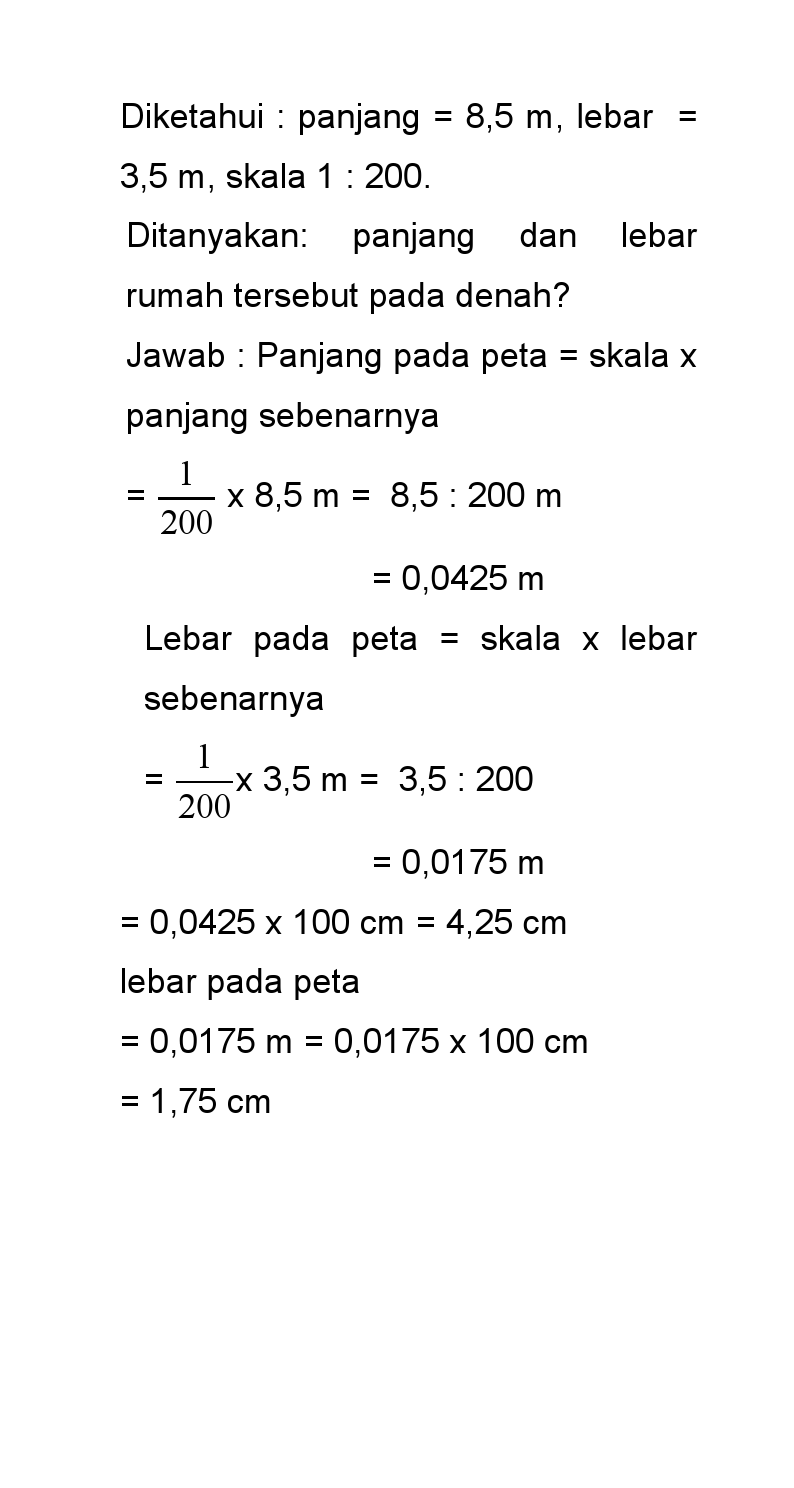 Diketahui : panjang = 8,5 m, lebar =
3,5 m, skala 1 : 200.
Ditanyakan: panjang dan lebar
rumah tersebut pada denah?
Jawab : Panjang pada peta = skala x
panjang sebenarnya
= 1/200 x 8,5 m = 8,5 : 200 m
= 0,0425 m
Lebar pada peta = skala x lebar
sebenarnya
= 1/200 x 3,5 m = 3,5 : 200
= 0,0175 m
= 0,0425 x 100 cm = 4,25 cm
lebar pada peta
= 0,0175 m = 0,0175 x 100 cm
= 1,75 cm